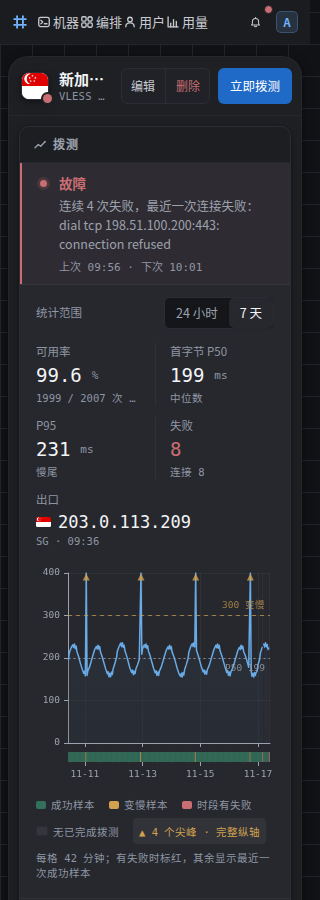 机器 编排 用户 用量 A
新加… 编辑 删除 立即拨测
VLESS …
拨测
故障
连续 4 次失败，最近一次连接失败：
dial tcp 198.51.100.200:443:
connection refused
上次 09:56 · 下次 10:01
统计范围 24 小时 7 天
可用率 首字节 P50
99.6 % 199 ms
1999 / 2007 次 … 中位数
P95 失败
231 ms 8
慢尾 连接 8
出口
203.0.113.209
SG · 09:36
400
300 300 变慢
200 P50 199
100
0
11-11 11-13 11-15 11-17
成功样本 变慢样本 时段有失败
无已完成拨测 ▲ 4 个尖峰 · 完整纵轴
每格 42 分钟；有失败时标红，其余显示最近一
次成功样本